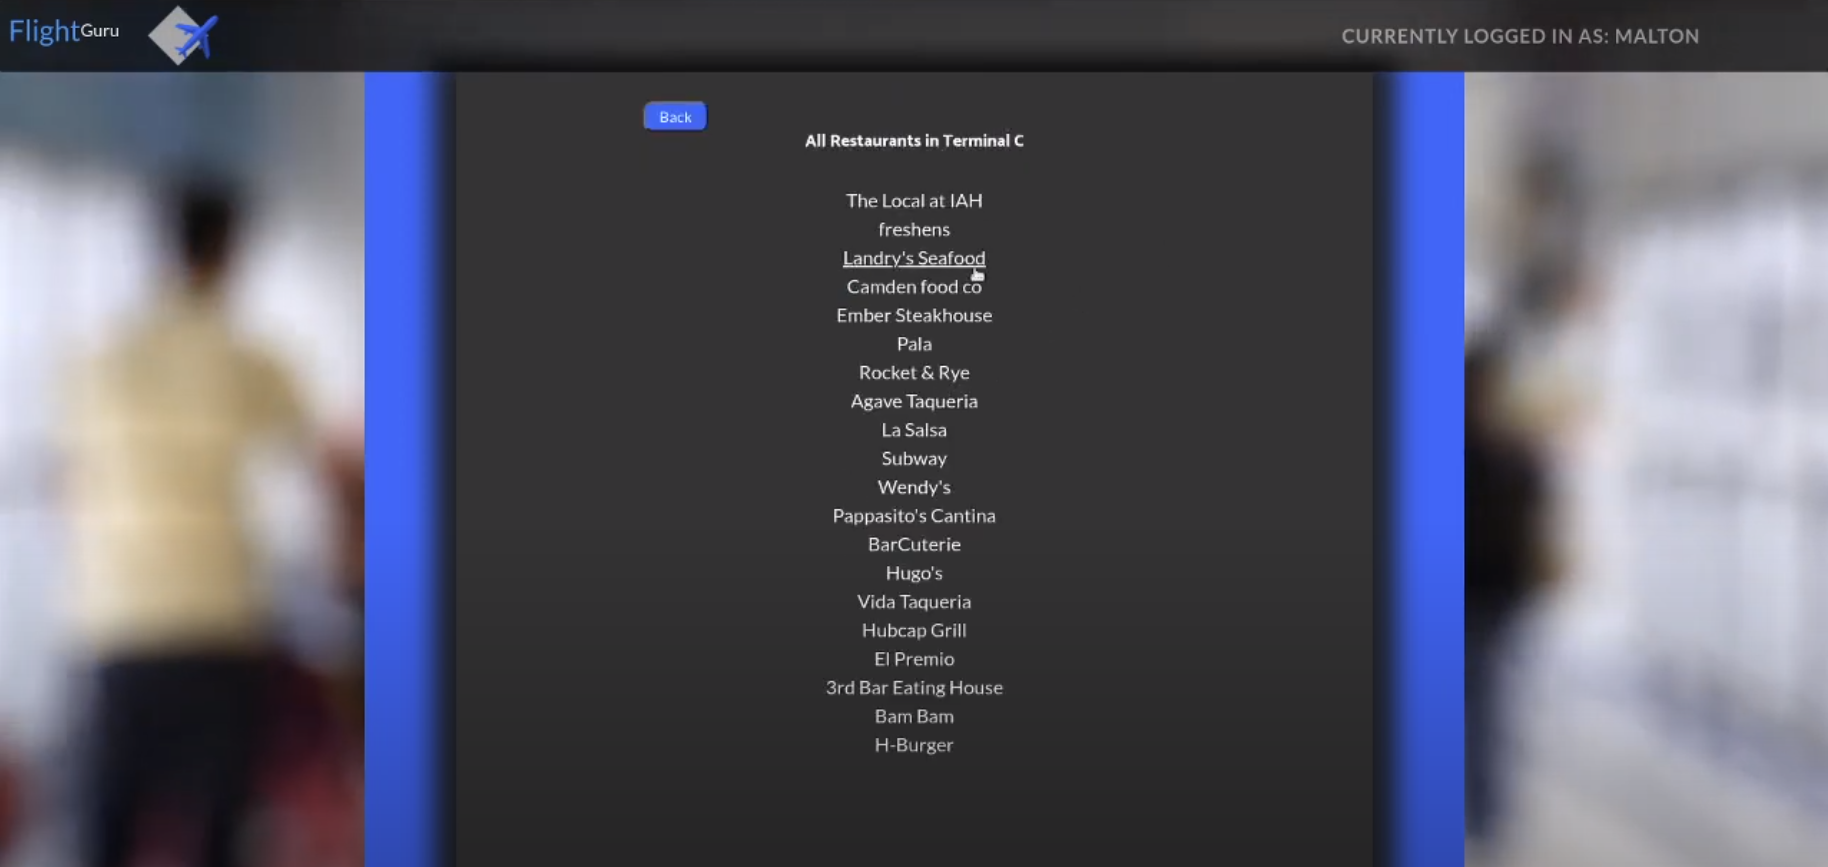 FlightGuru
CURRENTLY LOGGED IN AS: MALTON
Back
All Restaurants in Terminal C
The Local at IAH
freshens
Landry's Seafood
Camden food co
Ember Steakhouse
Pala
Rocket & Rye
Agave Taqueria
La Salsa
Subway
Wendy's
Pappasito's Cantina
BarCuterie
Hugo's
Vida Taqueria
Hubcap Grill
El Premio
3rd Bar Eating House
Bam Bam
H-Burger